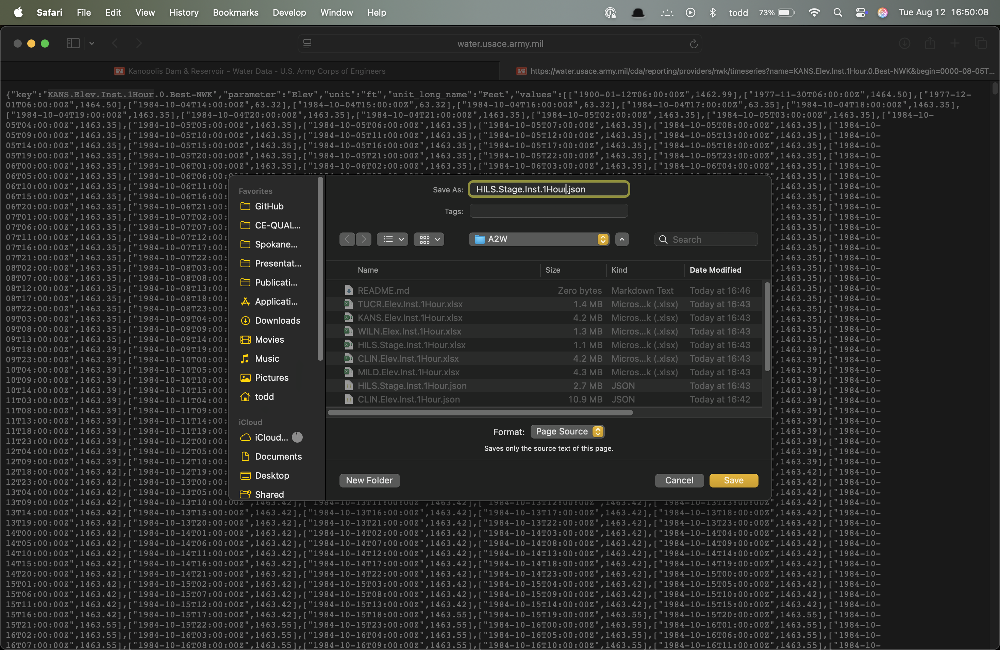 Safari File Edit View History Bookmarks Develop Window Help todd 73% Tue Aug 12 16:50:08
water.usace.army.mil
Kanopolis Dam & Reservoir - Water Data - U.S. Army Corps of Engineers
https://water.usace.army.mil/cda/reporting/providers/nwk/timeseries?name=KANS.Elev.Inst.1Hour.0.Best-NWK&begin=0000-08-05T...
{"key":"KANS.Elev.Inst.1Hour.0.Best-NWK","parameter":"Elev","unit":"ft","unit_long_name":"Feet","values":[["1900-01-12T06:00:00Z",1462.99],["1977-11-30T06:00:00Z",1464.50],["1977-12-
01T06:00:00Z",1464.50],["1984-10-04T14:00:00Z",63.32],["1984-10-04T15:00:00Z",63.32],["1984-10-04T16:00:00Z",63.32],["1984-10-04T17:00:00Z",63.35],["1984-10-04T18:00:00Z",1463.35],
["1984-10-04T19:00:00Z",1463.35],["1984-10-04T20:00:00Z",1463.35],["1984-10-04T21:00:00Z",1463.35],["1984-10-05T02:00:00Z",1463.35],["1984-10-05T03:00:00Z",1463.35],["1984-10-
05T04:00:00Z",1463.35],["1984-10-05T05:00:00Z",1463.35],["1984-10-05T06:00:00Z",1463.35],["1984-10-05T07:00:00Z",1463.35],["1984-10-05T08:00:00Z",1463.35],["1984-10-
05T09:00:00Z",1463.35],["1984-10-05T10:00:00Z",1463.35],["1984-10-05T11:00:00Z",1463.35],["1984-10-05T12:00:00Z",1463.35],["1984-10-05T13:00:00Z",1463.35],["1984-10-
05T14:00:00Z",1463.35],["1984-10-05T15:00:00Z",1463.35],["1984-10-05T16:00:00Z",1463.35],["1984-10-05T17:00:00Z",1463.35],["1984-10-05T18:00:00Z",1463.35],["1984-10-
05T19:00:00Z",1463.35],["1984-10-05T20:00:00Z",1463.35],["1984-10-05T21:00:00Z",1463.35],["1984-10-05T22:00:00Z",1463.35],["1984-10-05T23:00:00Z",1463.35],["1984-10-
06T00:00:00Z",1463.35],["1984-10-06T01:00:00Z",1463.35],["1984-10-06T02:00:00Z",1463.35],["1984-10-06T03:00:00Z",1463.35],["1984-10-06T04:00:00Z",1463.35],["1984-10-
06T05:00:00Z",1463.35],["1984-10-06T06 ,1463.35],["1984-10-
06T10:00:00Z",1463.35],["1984-10-06T11:00: ,1463.35],["1984-10-
06T15:00:00Z",1463.35],["1984-10-06T16:00: ,1463.35],["1984-10-
06T20:00:00Z",1463.35],["1984-10-06T21:00: ,1463.35],["1984-10-
07T01:00:00Z",1463.35],["1984-10-07T02:00: ,1463.35],["1984-10-
07T06:00:00Z",1463.35],["1984-10-07T07:00: ,1463.35],["1984-10-
07T11:00:00Z",1463.35],["1984-10-07T12:00: ,1463.35],["1984-10-
07T16:00:00Z",1463.35],["1984-10-07T17:00: ,1463.35],["1984-10-
07T21:00:00Z",1463.35],["1984-10-07T22:00: ,1463.35],["1984-10-
08T02:00:00Z",1463.35],["1984-10-08T03:00: ,1463.35],["1984-10-
08T07:00:00Z",1463.35],["1984-10-08T08:00: ,1463.35],["1984-10-
08T12:00:00Z",1463.35],["1984-10-08T13:00: ,1463.35],["1984-10-
08T17:00:00Z",1463.35],["1984-10-08T18:00: ,1463.35],["1984-10-
08T22:00:00Z",1463.35],["1984-10-08T23:00: ,1463.35],["1984-10-
09T03:00:00Z",1463.35],["1984-10-09T04:00: ,1463.35],["1984-10-
09T08:00:00Z",1463.35],["1984-10-09T09:00: ,1463.35],["1984-10-
09T13:00:00Z",1463.35],["1984-10-09T14:00: ,1463.35],["1984-10-
09T18:00:00Z",1463.39],["1984-10-09T19:00: ,1463.39],["1984-10-
09T23:00:00Z",1463.39],["1984-10-10T00:00: ,1463.39],["1984-10-
10T04:00:00Z",1463.39],["1984-10-10T05:00: ,1463.39],["1984-10-
10T09:00:00Z",1463.39],["1984-10-10T10:00: ,1463.39],["1984-10-
10T14:00:00Z",1463.39],["1984-10-10T15:00: ,1463.39],["1984-10-
11T03:00:00Z",1463.39],["1984-10-11T04:00: ,1463.39],["1984-10-
11T08:00:00Z",1463.39],["1984-10-11T09:00: ,1463.39],["1984-10-
11T13:00:00Z",1463.39],["1984-10-11T14:00: ,1463.39],["1984-10-
11T18:00:00Z",1463.39],["1984-10-11T19:00: ,1463.39],["1984-10-
11T23:00:00Z",1463.39],["1984-10-12T00:00: ,1463.39],["1984-10-
12T04:00:00Z",1463.39],["1984-10-12T05:00: ,1463.39],["1984-10-
12T09:00:00Z",1463.39],["1984-10-12T10:00: ,1463.39],["1984-10-
12T18:00:00Z",1463.42],["1984-10-12T19:00: ,1463.42],["1984-10-
12T23:00:00Z",1463.42],["1984-10-13T00:00: ,1463.42],["1984-10-
13T04:00:00Z",1463.42],["1984-10-13T05:00: ,1463.42],["1984-10-
Favorites
GitHub
CE-QUAL...
Spokane...
Presentat...
Publicati...
Applicati...
Downloads
Movies
Music
Pictures
todd
iCloud
iCloud...
Documents
Desktop
Shared
Save As: HILS.Stage.Inst.1Hour.json
Tags:
A2W Search
Name Size Kind Date Modified
README.md Zero bytes Markdown Text Today at 16:46
TUCR.Elev.Inst.1Hour.xlsx 1.4 MB Micros...k (.xlsx) Today at 16:43
KANS.Elev.Inst.1Hour.xlsx 4.2 MB Micros...k (.xlsx) Today at 16:43
WILN.Elex.Inst.1Hour.xlsx 1.3 MB Micros...k (.xlsx) Today at 16:43
HILS.Stage.Inst.1Hour.xlsx 1.1 MB Micros...k (.xlsx) Today at 16:43
CLIN.Elev.Inst.1Hour.xlsx 4.2 MB Micros...k (.xlsx) Today at 16:43
MILD.Elev.Inst.1Hour.xlsx 4.3 MB Micros...k (.xlsx) Today at 16:43
HILS.Stage.Inst.1Hour.json 2.7 MB JSON Today at 16:43
CLIN.Elev.Inst.1Hour.json 10.9 MB JSON Today at 16:42
Format: Page Source
Saves only the source text of this page.
New Folder Cancel Save
13T09:00:00Z",1463.42],["1984-10-13T10:00:00Z",1463.42],["1984-10-13T11:00:00Z",1463.42],["1984-10-13T12:00:00Z",1463.42],["1984-10-13T13:00:00Z",1463.42],["1984-10-
13T14:00:00Z",1463.42],["1984-10-13T15:00:00Z",1463.42],["1984-10-13T16:00:00Z",1463.42],["1984-10-13T17:00:00Z",1463.42],["1984-10-13T18:00:00Z",1463.42],["1984-10-
13T19:00:00Z",1463.42],["1984-10-13T20:00:00Z",1463.42],["1984-10-13T21:00:00Z",1463.42],["1984-10-13T22:00:00Z",1463.42],["1984-10-13T23:00:00Z",1463.42],["1984-10-
14T00:00:00Z",1463.42],["1984-10-14T01:00:00Z",1463.42],["1984-10-14T02:00:00Z",1463.42],["1984-10-14T03:00:00Z",1463.42],["1984-10-14T04:00:00Z",1463.42],["1984-10-
14T05:00:00Z",1463.42],["1984-10-14T06:00:00Z",1463.42],["1984-10-14T07:00:00Z",1463.42],["1984-10-14T08:00:00Z",1463.42],["1984-10-14T09:00:00Z",1463.42],["1984-10-
14T10:00:00Z",1463.42],["1984-10-14T11:00:00Z",1463.42],["1984-10-14T12:00:00Z",1463.42],["1984-10-14T13:00:00Z",1463.42],["1984-10-14T14:00:00Z",1463.42],["1984-10-
14T15:00:00Z",1463.42],["1984-10-14T16:00:00Z",1463.42],["1984-10-14T17:00:00Z",1463.42],["1984-10-14T18:00:00Z",1463.42],["1984-10-14T19:00:00Z",1463.42],["1984-10-
14T20:00:00Z",1463.42],["1984-10-14T21:00:00Z",1463.42],["1984-10-14T22:00:00Z",1463.42],["1984-10-14T23:00:00Z",1463.42],["1984-10-15T00:00:00Z",1463.42],["1984-10-
15T01:00:00Z",1463.42],["1984-10-15T02:00:00Z",1463.42],["1984-10-15T03:00:00Z",1463.42],["1984-10-15T04:00:00Z",1463.42],["1984-10-15T05:00:00Z",1463.42],["1984-10-
15T06:00:00Z",1463.42],["1984-10-15T07:00:00Z",1463.42],["1984-10-15T08:00:00Z",1463.42],["1984-10-15T09:00:00Z",1463.42],["1984-10-15T10:00:00Z",1463.42],["1984-10-
15T11:00:00Z",1463.42],["1984-10-15T12:00:00Z",1463.42],["1984-10-15T13:00:00Z",1463.42],["1984-10-15T14:00:00Z",1463.42],["1984-10-15T15:00:00Z",1463.42],["1984-10-
15T16:00:00Z",1463.42],["1984-10-15T17:00:00Z",1463.42],["1984-10-15T18:00:00Z",1463.55],["1984-10-15T19:00:00Z",1463.55],["1984-10-15T20:00:00Z",1463.55],["1984-10-
15T21:00:00Z",1463.55],["1984-10-15T22:00:00Z",1463.55],["1984-10-15T23:00:00Z",1463.55],["1984-10-16T00:00:00Z",1463.55],["1984-10-16T01:00:00Z",1463.55],["1984-10-
16T02:00:00Z",1463.55],["1984-10-16T03:00:00Z",1463.55],["1984-10-16T04:00:00Z",1463.55],["1984-10-16T05:00:00Z",1463.55],["1984-10-16T06:00:00Z",1463.55],["1984-10-
16T07:00:00Z",1463.55],["1984-10-16T08:00:00Z",1463.55],["1984-10-16T09:00:00Z",1463.55],["1984-10-16T10:00:00Z",1463.55],["1984-10-16T11:00:00Z",1463.55],["1984-10-